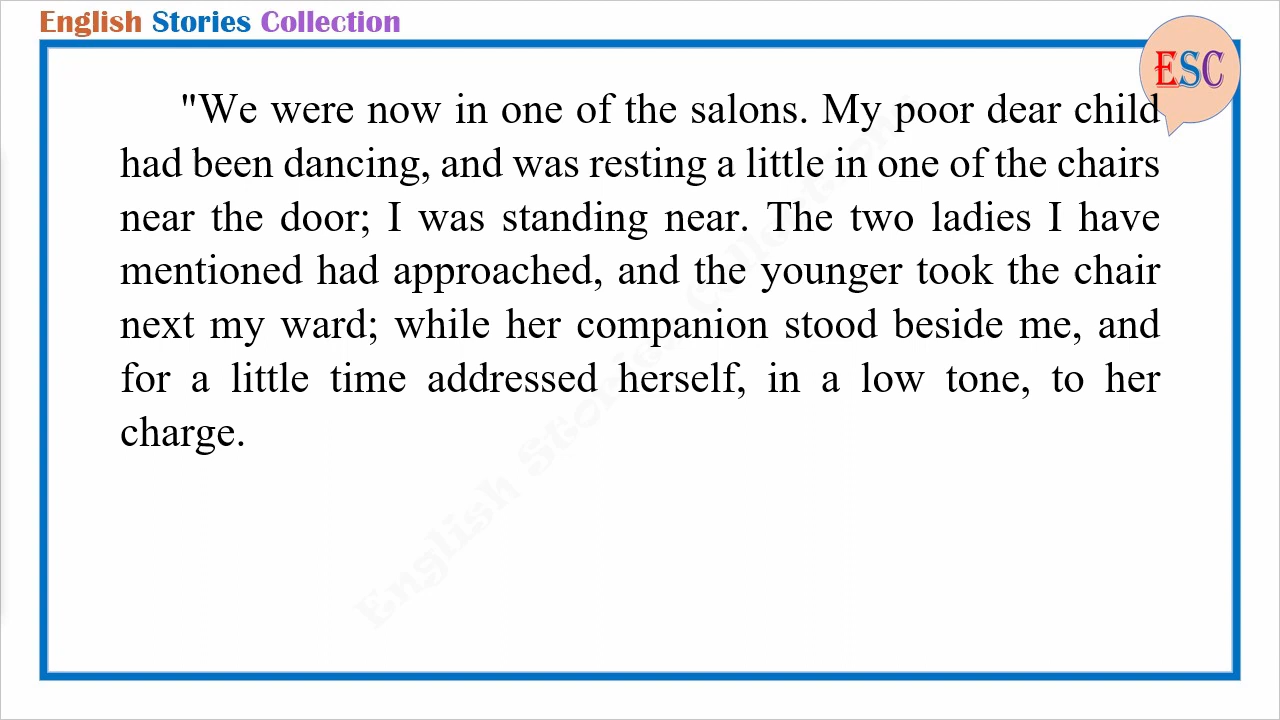 English Stories Collection
ESC
"We were now in one of the salons. My poor dear child
had been dancing, and was resting a little in one of the chairs
near the door; I was standing near. The two ladies I have
mentioned had approached, and the younger took the chair
next my ward; while her companion stood beside me, and
for a little time addressed herself, in a low tone, to her
charge.
English Stories Collection